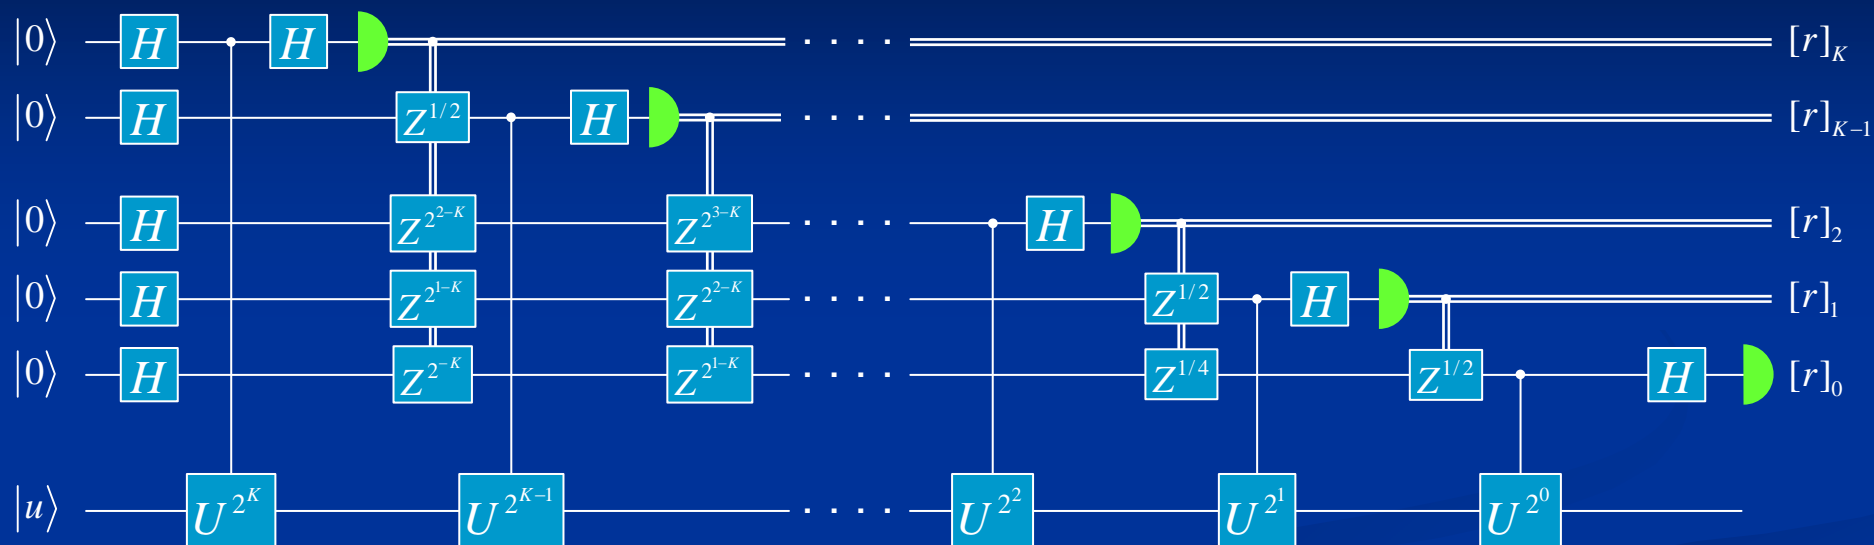 |0⟩ H H · · · · [r]_K
|0⟩ H Z^{1/2} H · · · · [r]_{K−1}
|0⟩ H Z^{2^{2−K}} Z^{2^{3−K}} · · · · H [r]_2
|0⟩ H Z^{2^{1−K}} Z^{2^{2−K}} · · · · Z^{1/2} H [r]_1
|0⟩ H Z^{2^{−K}} Z^{2^{1−K}} · · · · Z^{1/4} Z^{1/2} H [r]_0
|u⟩ U^{2^K} U^{2^{K−1}} · · · · U^{2^2} U^{2^1} U^{2^0}